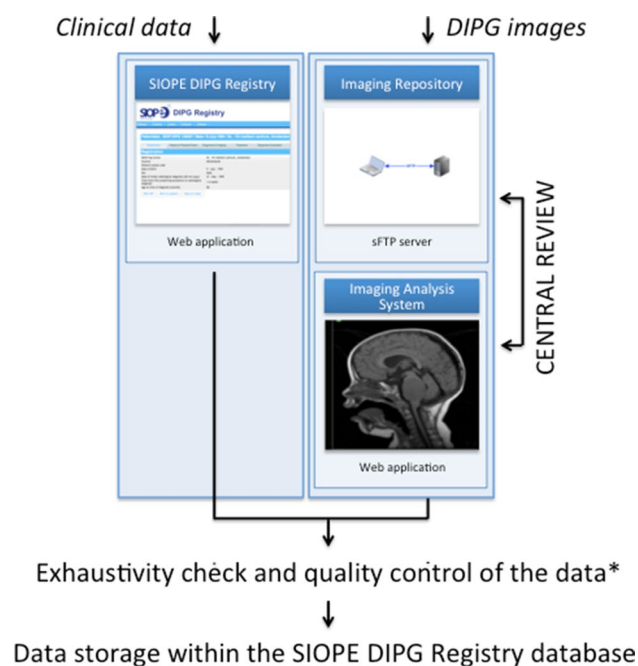 Clinical data
DIPG images
SIOPE DIPG Registry
SIOPE DIPG Registry
Registration
Web application
Imaging Repository
sFTP
sFTP server
Imaging Analysis
System
Web application
CENTRAL REVIEW
Exhaustivity check and quality control of the data*
Data storage within the SIOPE DIPG Registry database